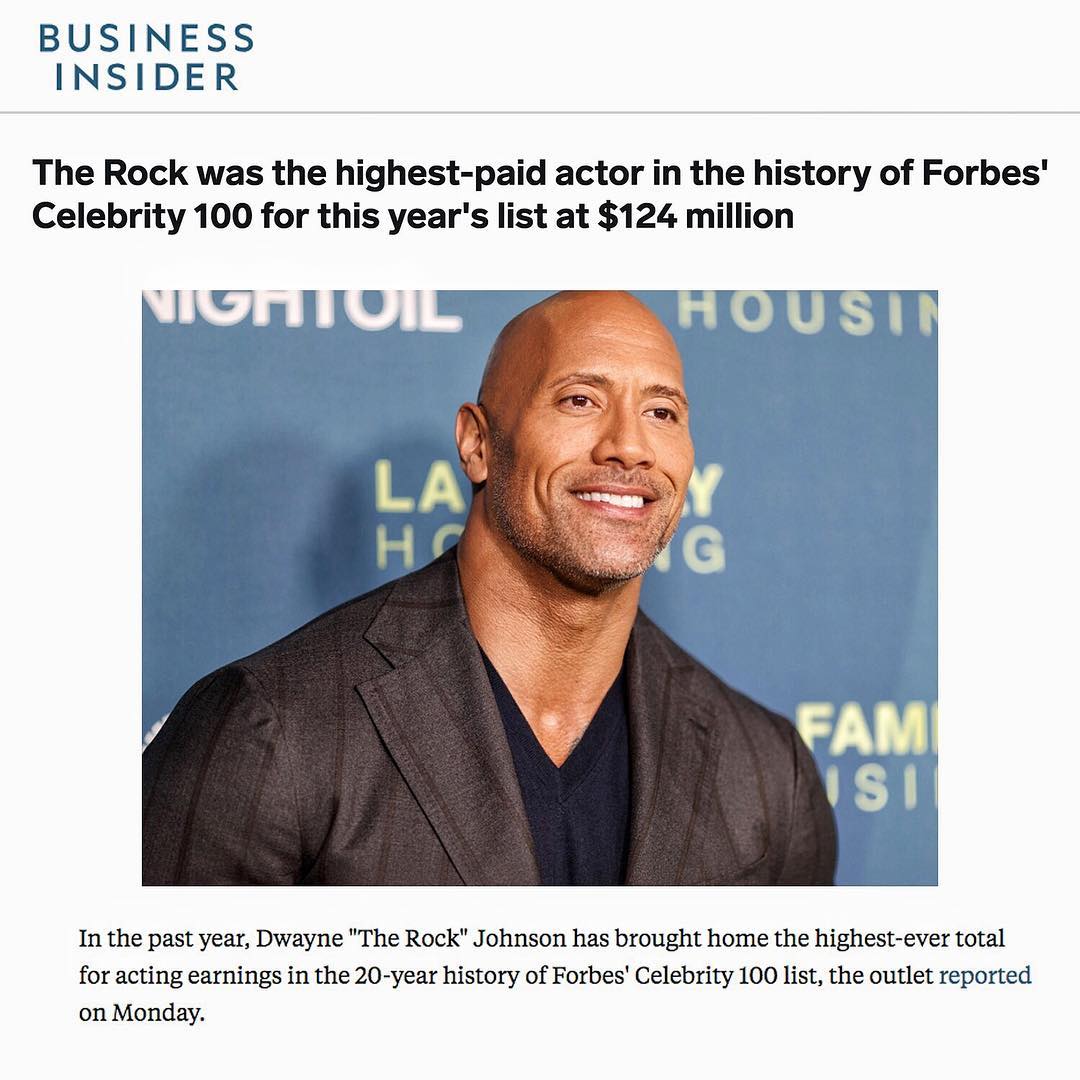 BUSINESS
INSIDER
The Rock was the highest-paid actor in the history of Forbes'
Celebrity 100 for this year's list at $124 million
NIGHTOIL
HOUSIN
LA Y
HO NG
FAMI
USI
In the past year, Dwayne "The Rock" Johnson has brought home the highest-ever total
for acting earnings in the 20-year history of Forbes' Celebrity 100 list, the outlet reported
on Monday.